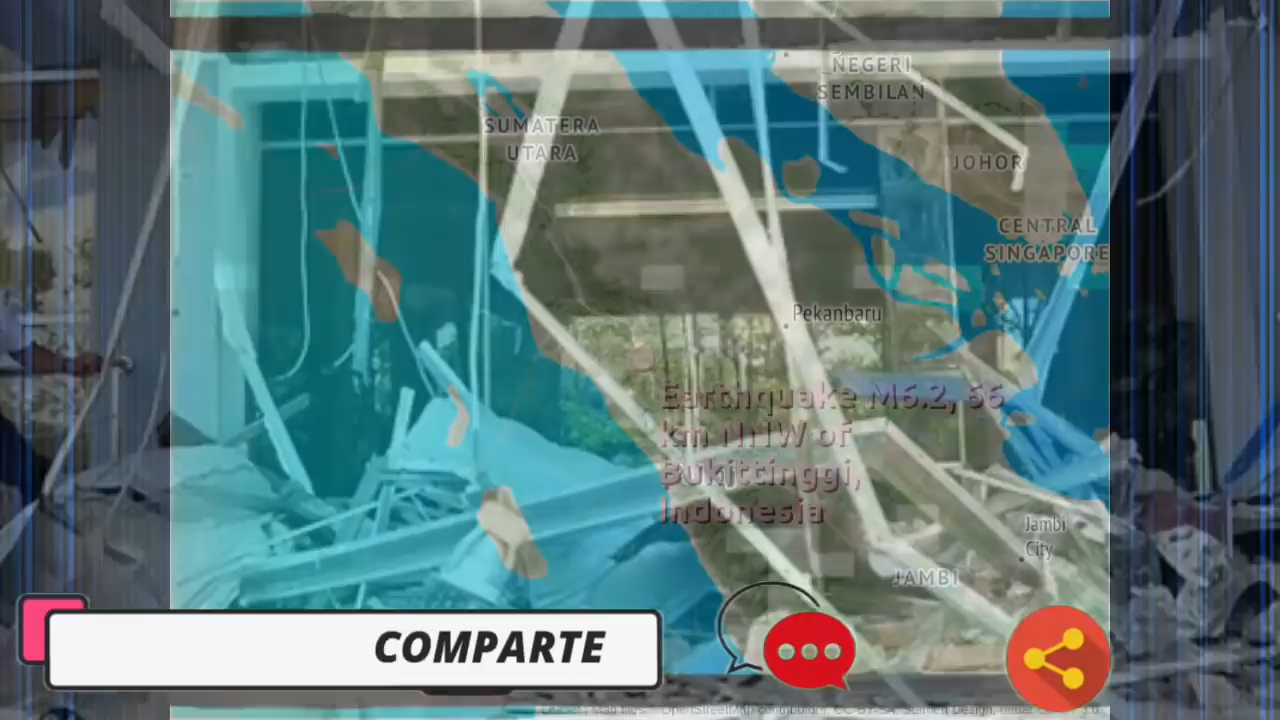 NEGERI
SEMBILAN
SUMATERA
UTARA
JOHOR
CENTRAL
SINGAPORE
Pekanbaru
Earthquake M6.2, 66
km NNW of
Bukittinggi,
Indonesia
Jambi
City
JAMBI
COMPARTE